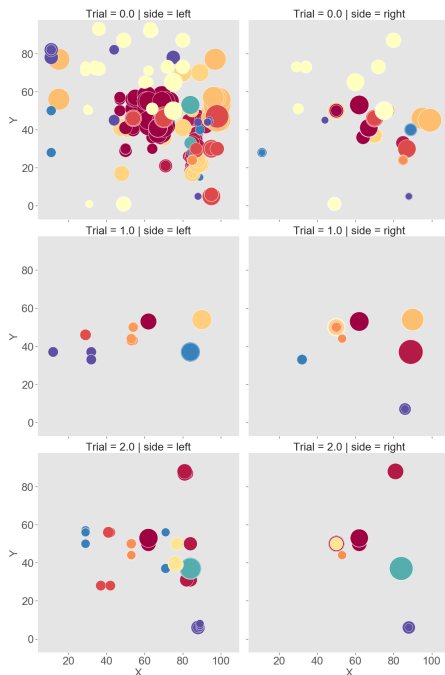 Trial = 0.0 | side = left
Trial = 0.0 | side = right
80
60
Y
40
20
0
Trial = 1.0 | side = left
Trial = 1.0 | side = right
80
60
Y
40
20
0
Trial = 2.0 | side = left
Trial = 2.0 | side = right
80
60
Y
40
20
0
20 40 60 80 100 20 40 60 80 100
X X